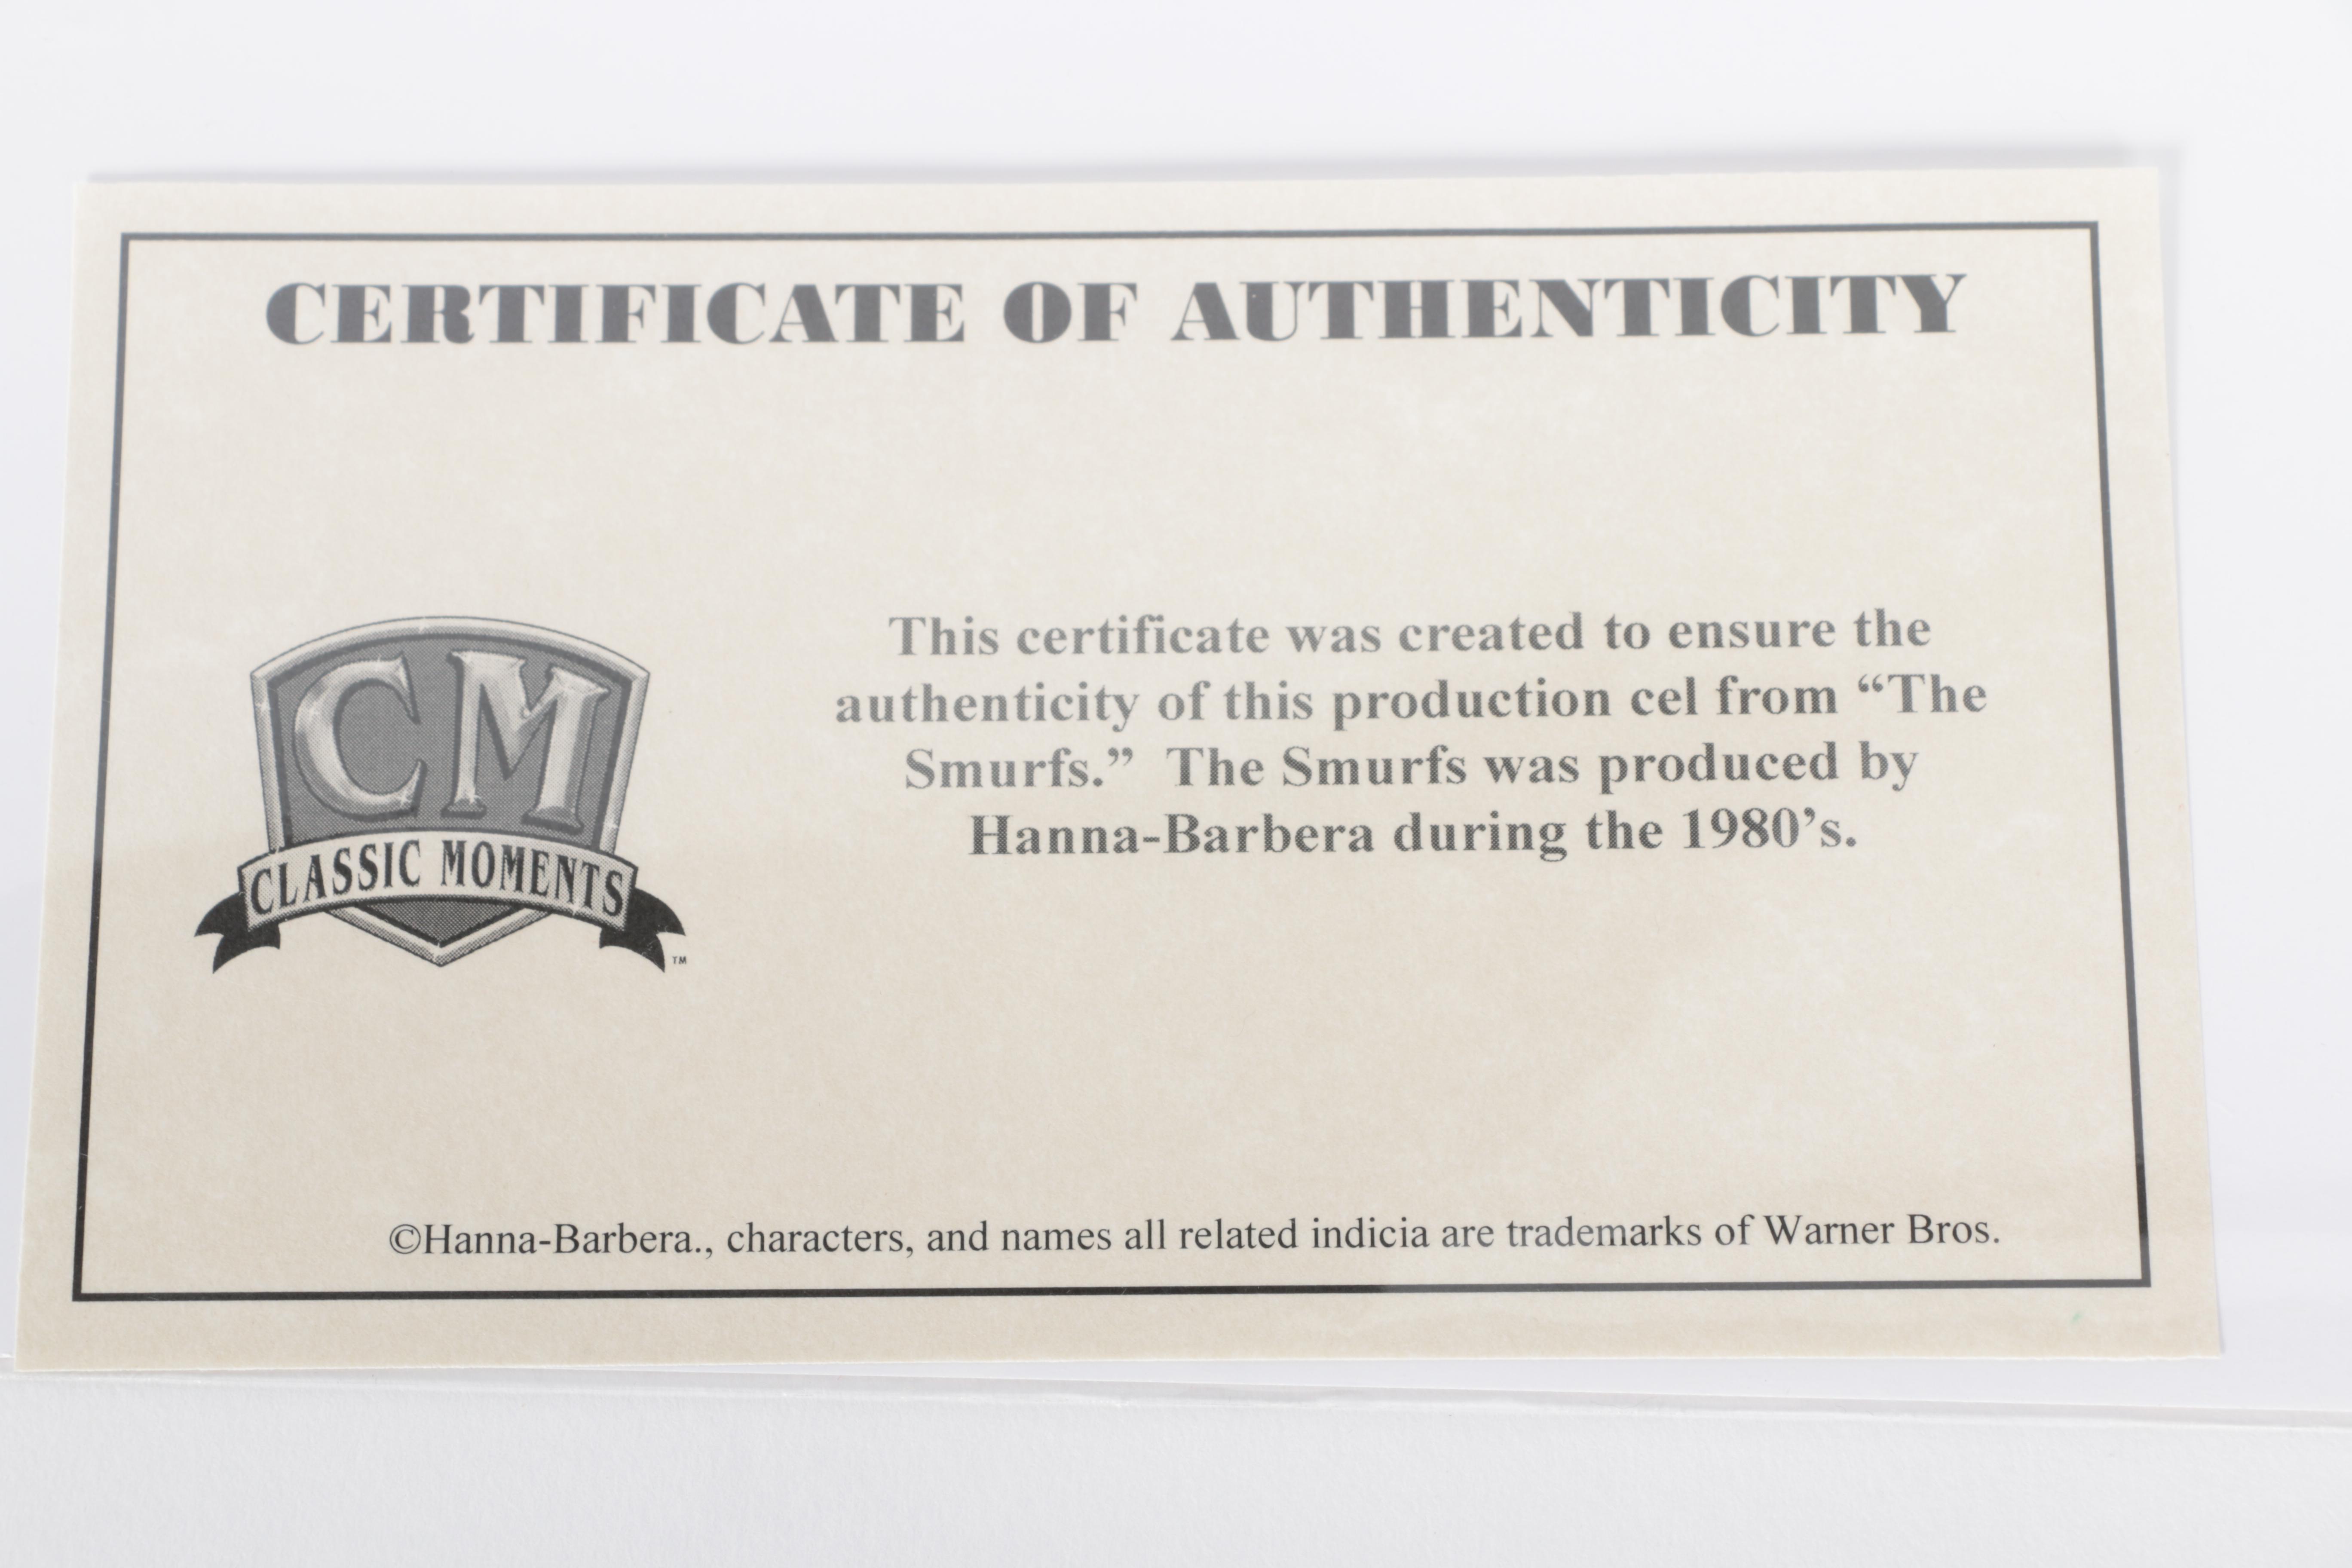 CERTIFICATE OF AUTHENTICITY
CM
CLASSIC MOMENTS
TM
This certificate was created to ensure the
authenticity of this production cel from “The
Smurfs.”  The Smurfs was produced by
Hanna-Barbera during the 1980’s.
©Hanna-Barbera., characters, and names all related indicia are trademarks of Warner Bros.